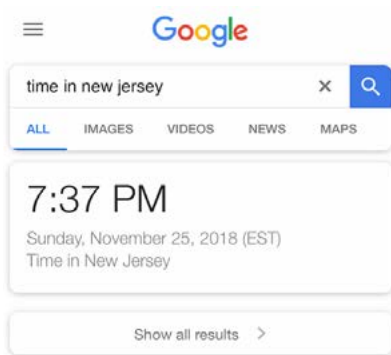 Google
time in new jersey
ALL IMAGES VIDEOS NEWS MAPS
7:37 PM
Sunday, November 25, 2018 (EST)
Time in New Jersey
Show all results